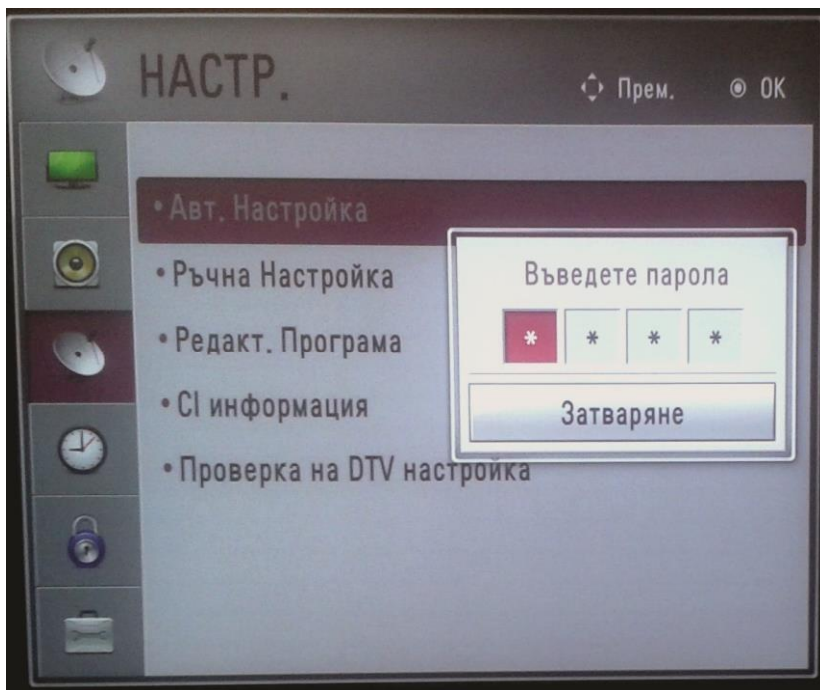 НАСТР.
Прем. OK
• Авт. Настройка
• Ръчна Настройка
• Редакт. Програма
• CI информация
• Проверка на DTV настройка
Въведете парола
* * * *
Затваряне